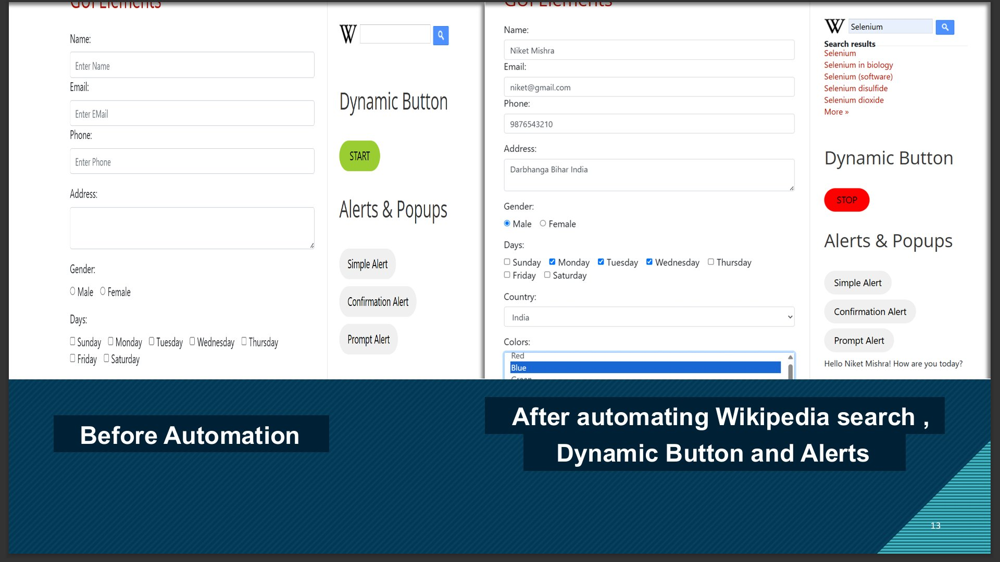 GUI Elements
Name:
Enter Name
Email:
Enter EMail
Phone:
Enter Phone
Address:
Gender:
Male Female
Days:
Sunday Monday Tuesday Wednesday Thursday
Friday Saturday
W
Dynamic Button
START
Alerts & Popups
Simple Alert
Confirmation Alert
Prompt Alert
GUI Elements
Name:
Niket Mishra
Email:
niket@gmail.com
Phone:
9876543210
Address:
Darbhanga Bihar India
Gender:
Male Female
Days:
Sunday Monday Tuesday Wednesday Thursday
Friday Saturday
Country:
India
Colors:
Red
Blue
Green
W Selenium
Search results
Selenium
Selenium in biology
Selenium (software)
Selenium disulfide
Selenium dioxide
More »
Dynamic Button
STOP
Alerts & Popups
Simple Alert
Confirmation Alert
Prompt Alert
Hello Niket Mishra! How are you today?
Before Automation
After automating Wikipedia search ,
Dynamic Button and Alerts
13